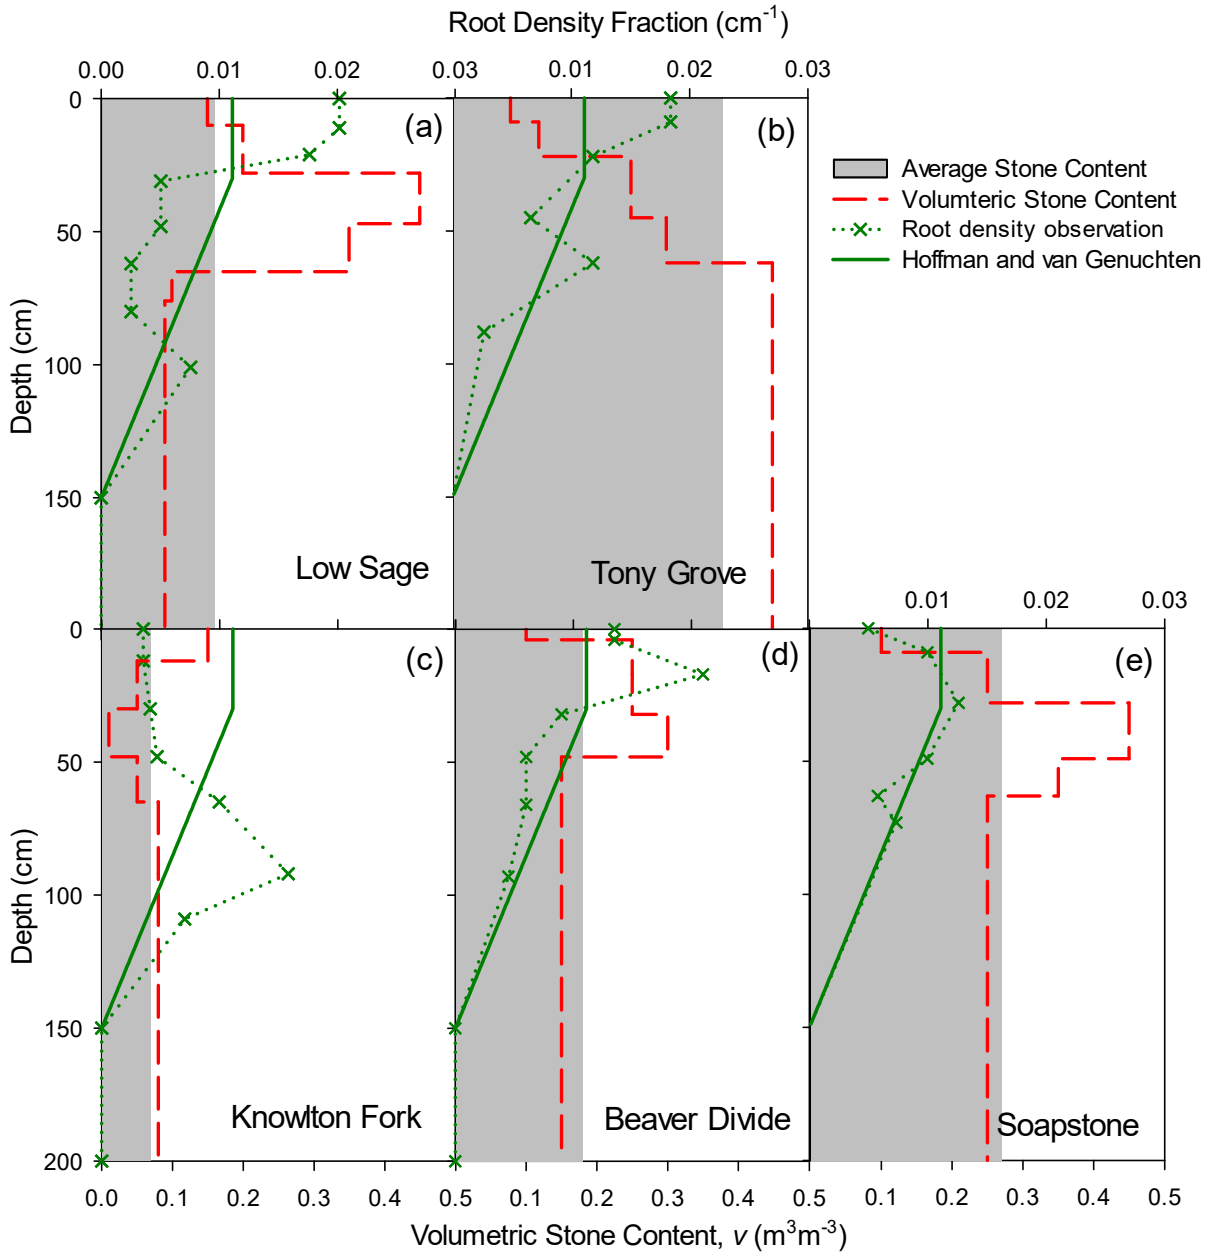 Root Density Fraction (cm-1)
0.00 0.01 0.02 0.03 0.01 0.02 0.03
0
(a)
(b)
Average Stone Content
Volumteric Stone Content
Root density observation
Hoffman and van Genuchten
50
Depth (cm)
100
150
Low Sage
Tony Grove
0.01 0.02 0.03
0
(c)
(d)
(e)
50
Depth (cm)
100
150
Knowlton Fork
Beaver Divide
Soapstone
200
0.0 0.1 0.2 0.3 0.4 0.5 0.1 0.2 0.3 0.4 0.5 0.1 0.2 0.3 0.4 0.5
Volumetric Stone Content, v (m3m-3)